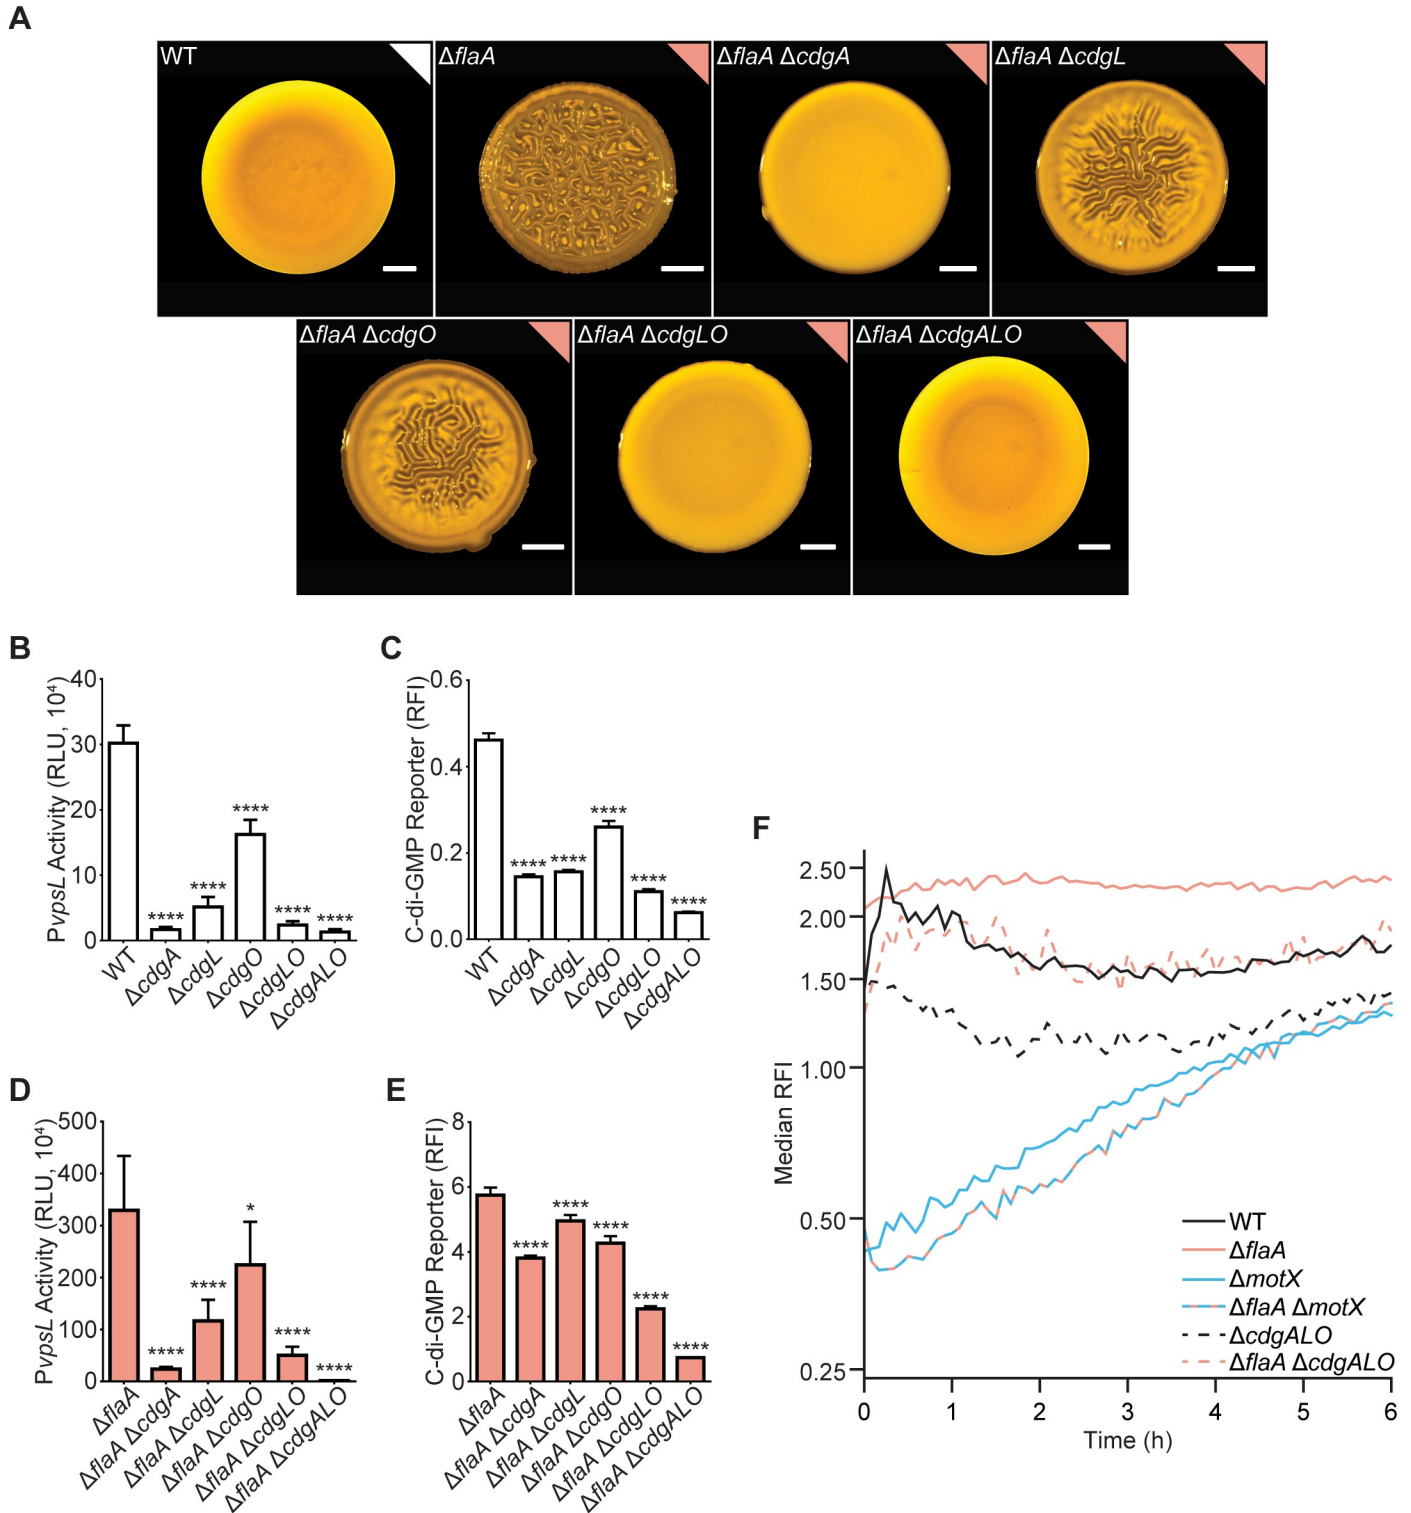 A
WT
ΔflaA
ΔflaA ΔcdgA
ΔflaA ΔcdgL
ΔflaA ΔcdgO
ΔflaA ΔcdgLO
ΔflaA ΔcdgALO
B
PvpsL Activity (RLU, 10⁴)
40
30
20
10
0
****
****
****
****
****
WT
ΔcdgA
ΔcdgL
ΔcdgO
ΔcdgLO
ΔcdgALO
C
C-di-GMP Reporter (RFI)
0.6
0.4
0.2
0.0
****
****
****
****
****
WT
ΔcdgA
ΔcdgL
ΔcdgO
ΔcdgLO
ΔcdgALO
D
PvpsL Activity (RLU, 10⁴)
500
400
300
200
100
0
****
****
*
****
****
ΔflaA
ΔflaA ΔcdgA
ΔflaA ΔcdgL
ΔflaA ΔcdgO
ΔflaA ΔcdgLO
ΔflaA ΔcdgALO
E
C-di-GMP Reporter (RFI)
8
6
4
2
0
****
****
****
****
****
ΔflaA
ΔflaA ΔcdgA
ΔflaA ΔcdgL
ΔflaA ΔcdgO
ΔflaA ΔcdgLO
ΔflaA ΔcdgALO
F
Median RFI
2.50
2.00
1.50
1.00
0.50
0.25
0 1 2 3 4 5 6
Time (h)
WT
ΔflaA
ΔmotX
ΔflaA ΔmotX
ΔcdgALO
ΔflaA ΔcdgALO